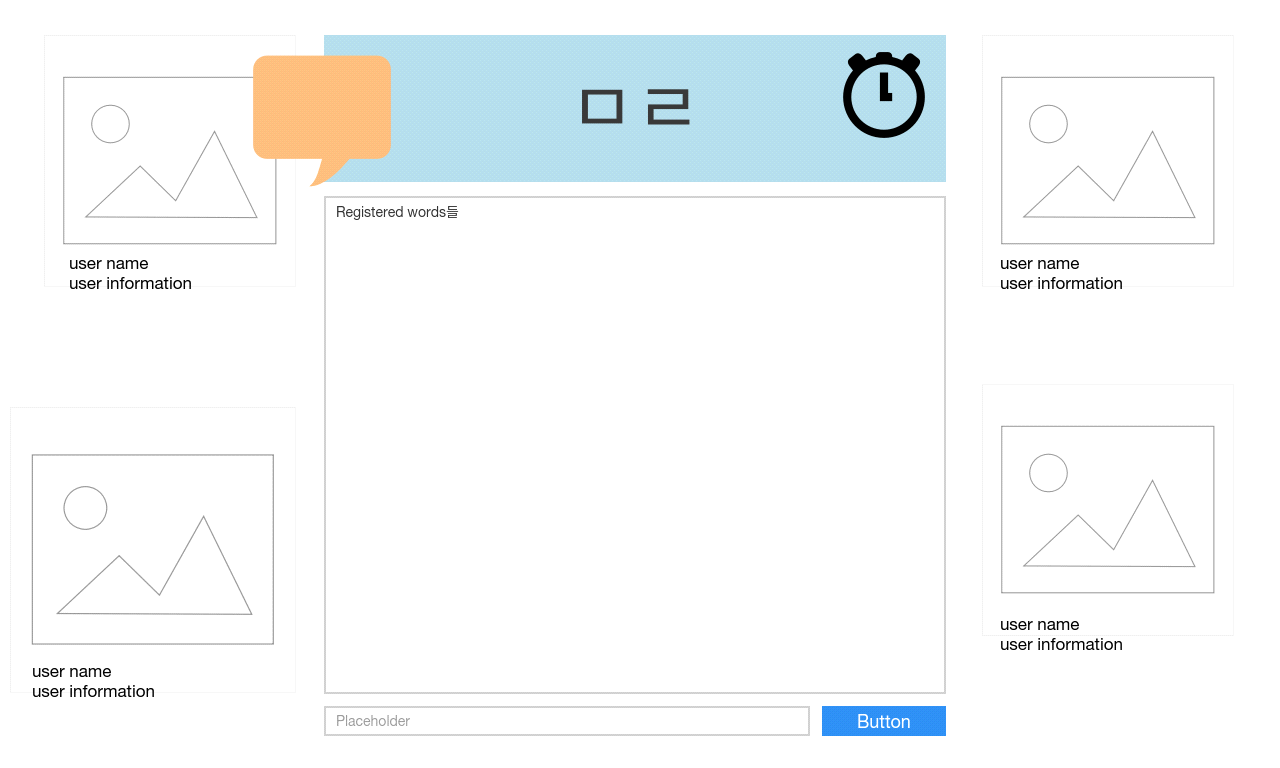 ㅁㄹ
Registered words들
user name
user information
user name
user information
user name
user information
user name
user information
Placeholder
Button